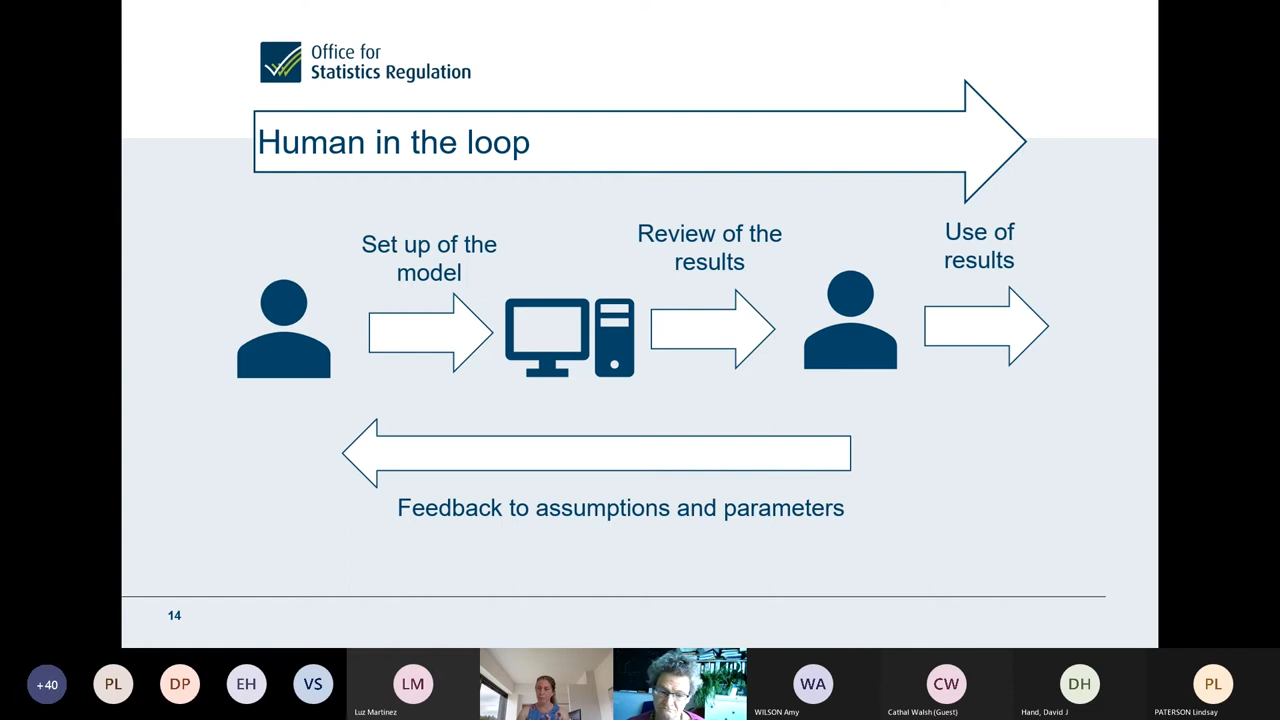 Office for
Statistics Regulation
Human in the loop
Set up of the
model
Review of the
results
Use of
results
Feedback to assumptions and parameters
14
+40
PL
DP
EH
VS
LM
WA
CW
DH
PL
Luz Martinez
WILSON Amy
Cathal Walsh (Guest)
Hand, David J
PATERSON Lindsay